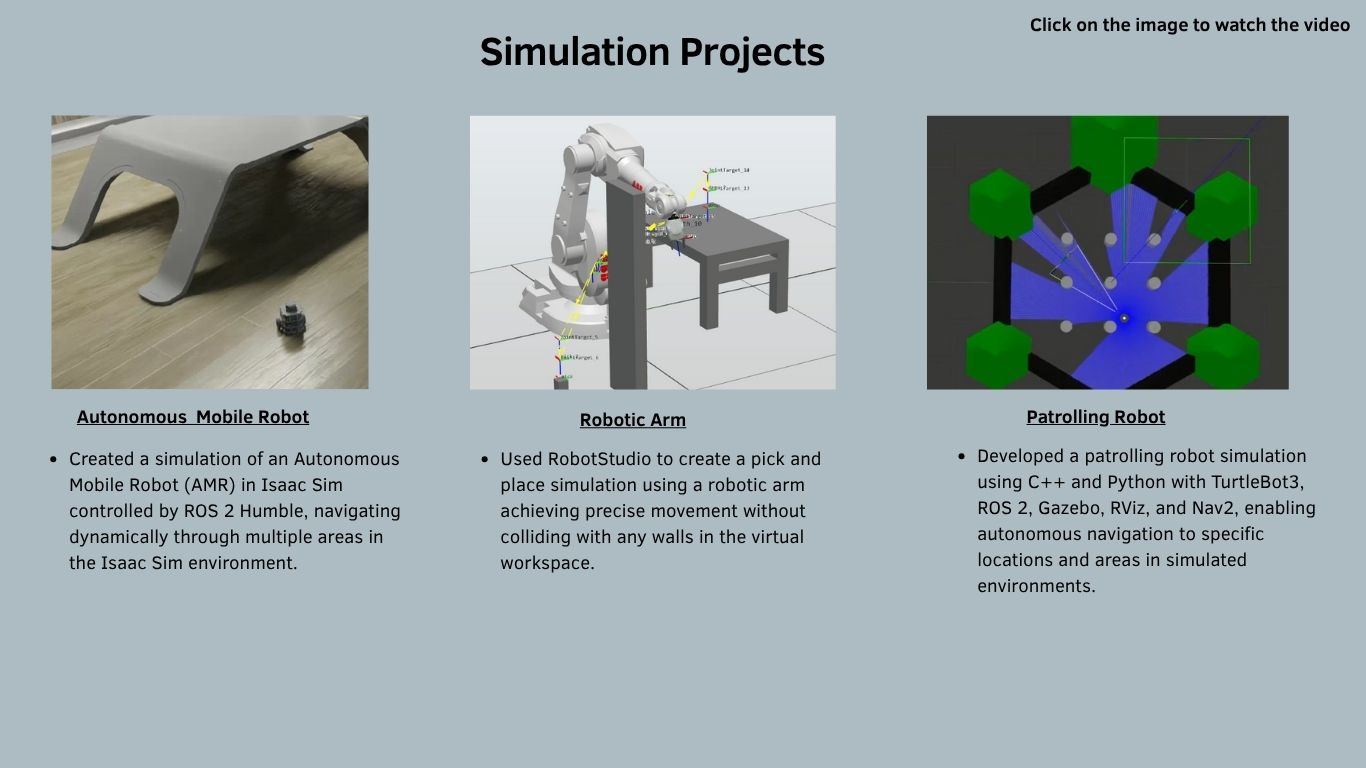 Click on the image to watch the video
Simulation Projects
JointTarget_10
Autonomous  Mobile Robot
• Created a simulation of an Autonomous
Mobile Robot (AMR) in Isaac Sim
controlled by ROS 2 Humble, navigating
dynamically through multiple areas in
the Isaac Sim environment.
Robotic Arm
• Used RobotStudio to create a pick and
place simulation using a robotic arm
achieving precise movement without
colliding with any walls in the virtual
workspace.
Patrolling Robot
• Developed a patrolling robot simulation
using C++ and Python with TurtleBot3,
ROS 2, Gazebo, RViz, and Nav2, enabling
autonomous navigation to specific
locations and areas in simulated
environments.